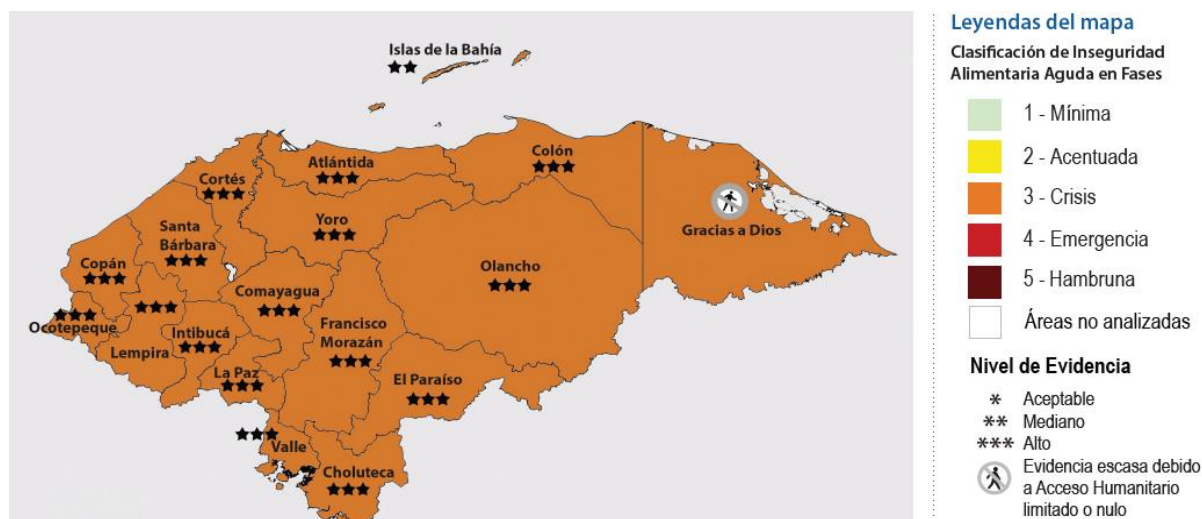 Islas de la Bahía
★★
Atlántida
★★★
Colón
★★★
Cortés
★★★
Yoro
★★★
Gracias a Dios
Santa
Bárbara
★★★
Copán
★★★
Olancho
★★★
Comayagua
★★★
★★★
Ocotepeque
★★★
Lempira
Intibucá
★★★
Francisco
Morazán
★★★
La Paz
★★★
El Paraíso
★★★
★★★
Valle
Choluteca
★★★
Leyendas del mapa
Clasificación de Inseguridad
Alimentaria Aguda en Fases
1 - Mínima
2 - Acentuada
3 - Crisis
4 - Emergencia
5 - Hambruna
Áreas no analizadas
Nivel de Evidencia
* Aceptable
** Mediano
*** Alto
Evidencia escasa debido
a Acceso Humanitario
limitado o nulo